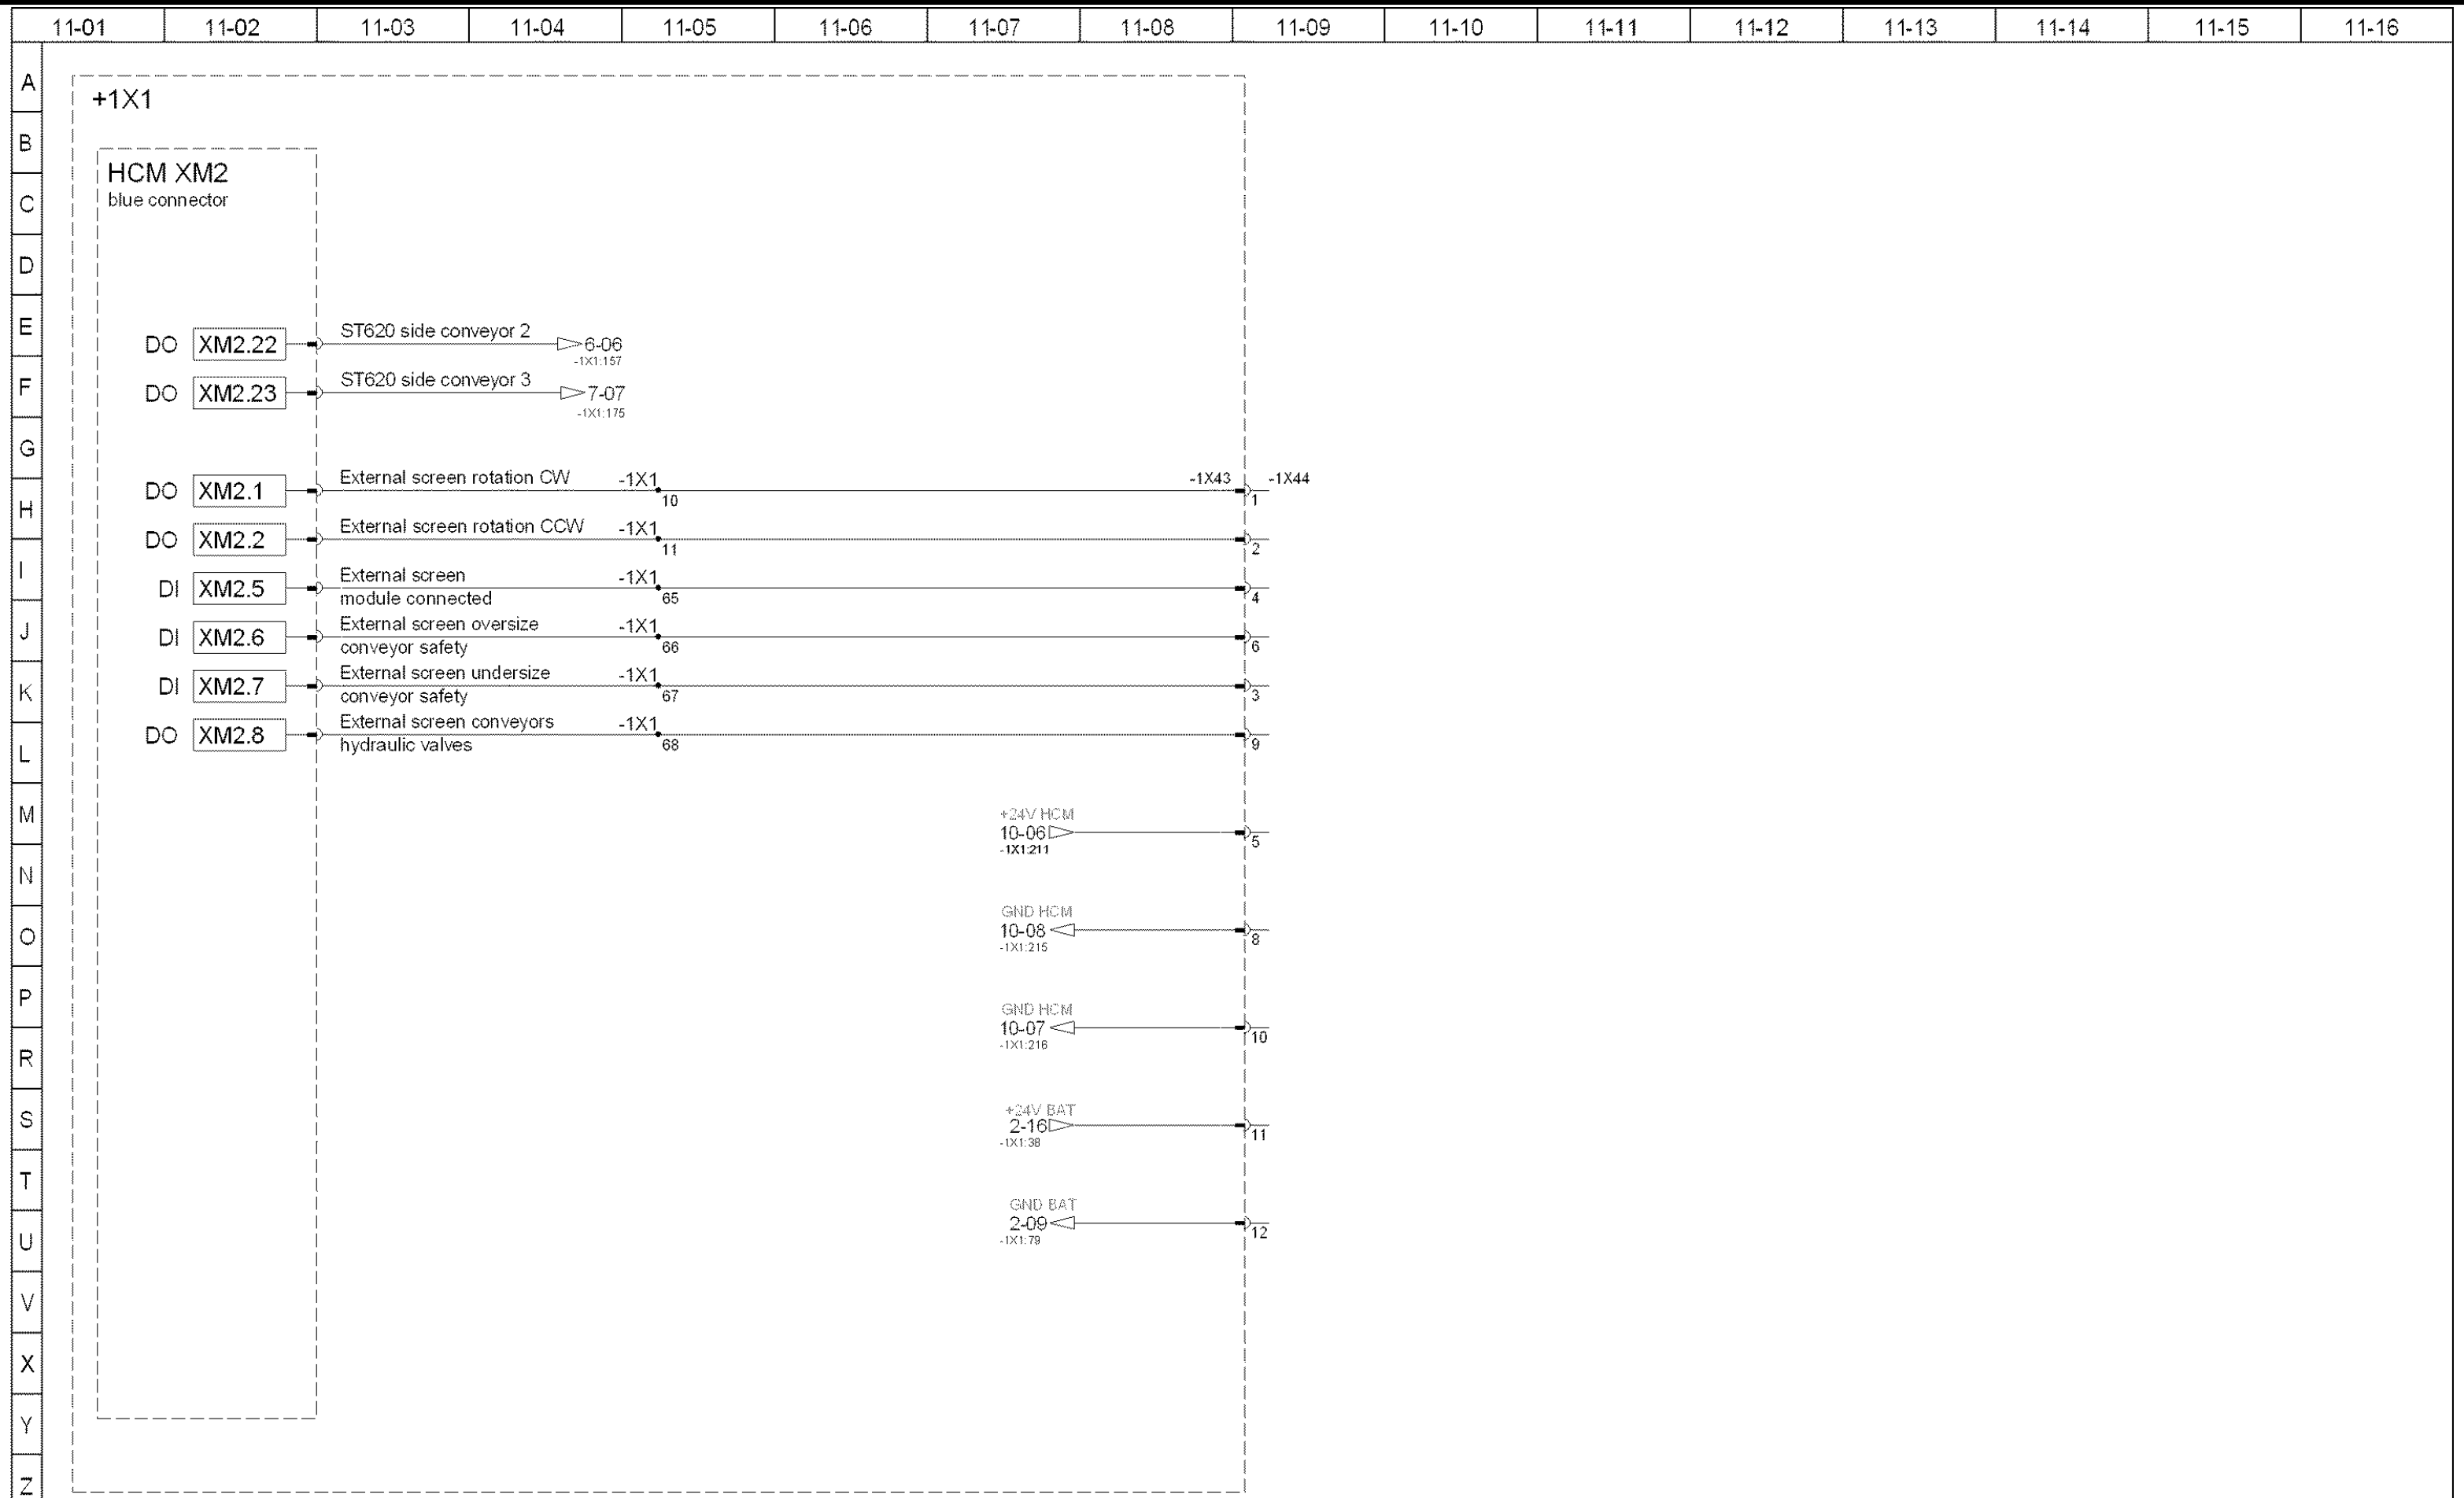 11-01 11-02 11-03 11-04 11-05 11-06 11-07 11-08 11-09 11-10 11-11 11-12 11-13 11-14 11-15 11-16
A
+1X1
B
HCM XM2
blue connector
C
D
E
ST620 side conveyor 2
DO XM2.22 6-06
-1X1:157
F
ST620 side conveyor 3
DO XM2.23 7-07
-1X1:175
G
External screen rotation CW -1X1 -1X43 -1X44
DO XM2.1 10 1
H
External screen rotation CCW -1X1
DO XM2.2 11 2
I
External screen -1X1
DI XM2.5
module connected 65 4
J
External screen oversize -1X1
DI XM2.6
conveyor safety 66 6
K
External screen undersize -1X1
DI XM2.7
conveyor safety 67 3
External screen conveyors -1X1
DO XM2.8
hydraulic valves 68 9
L
M
+24V HCM
10-06 5
-1X1:211
N
GND HCM
O
10-08 8
-1X1:215
P
GND HCM
10-07 10
-1X1:216
R
S
+24V BAT
2-16 11
-1X1:38
T
GND BAT
2-09 12
-1X1:79
U
V
X
Y
Z